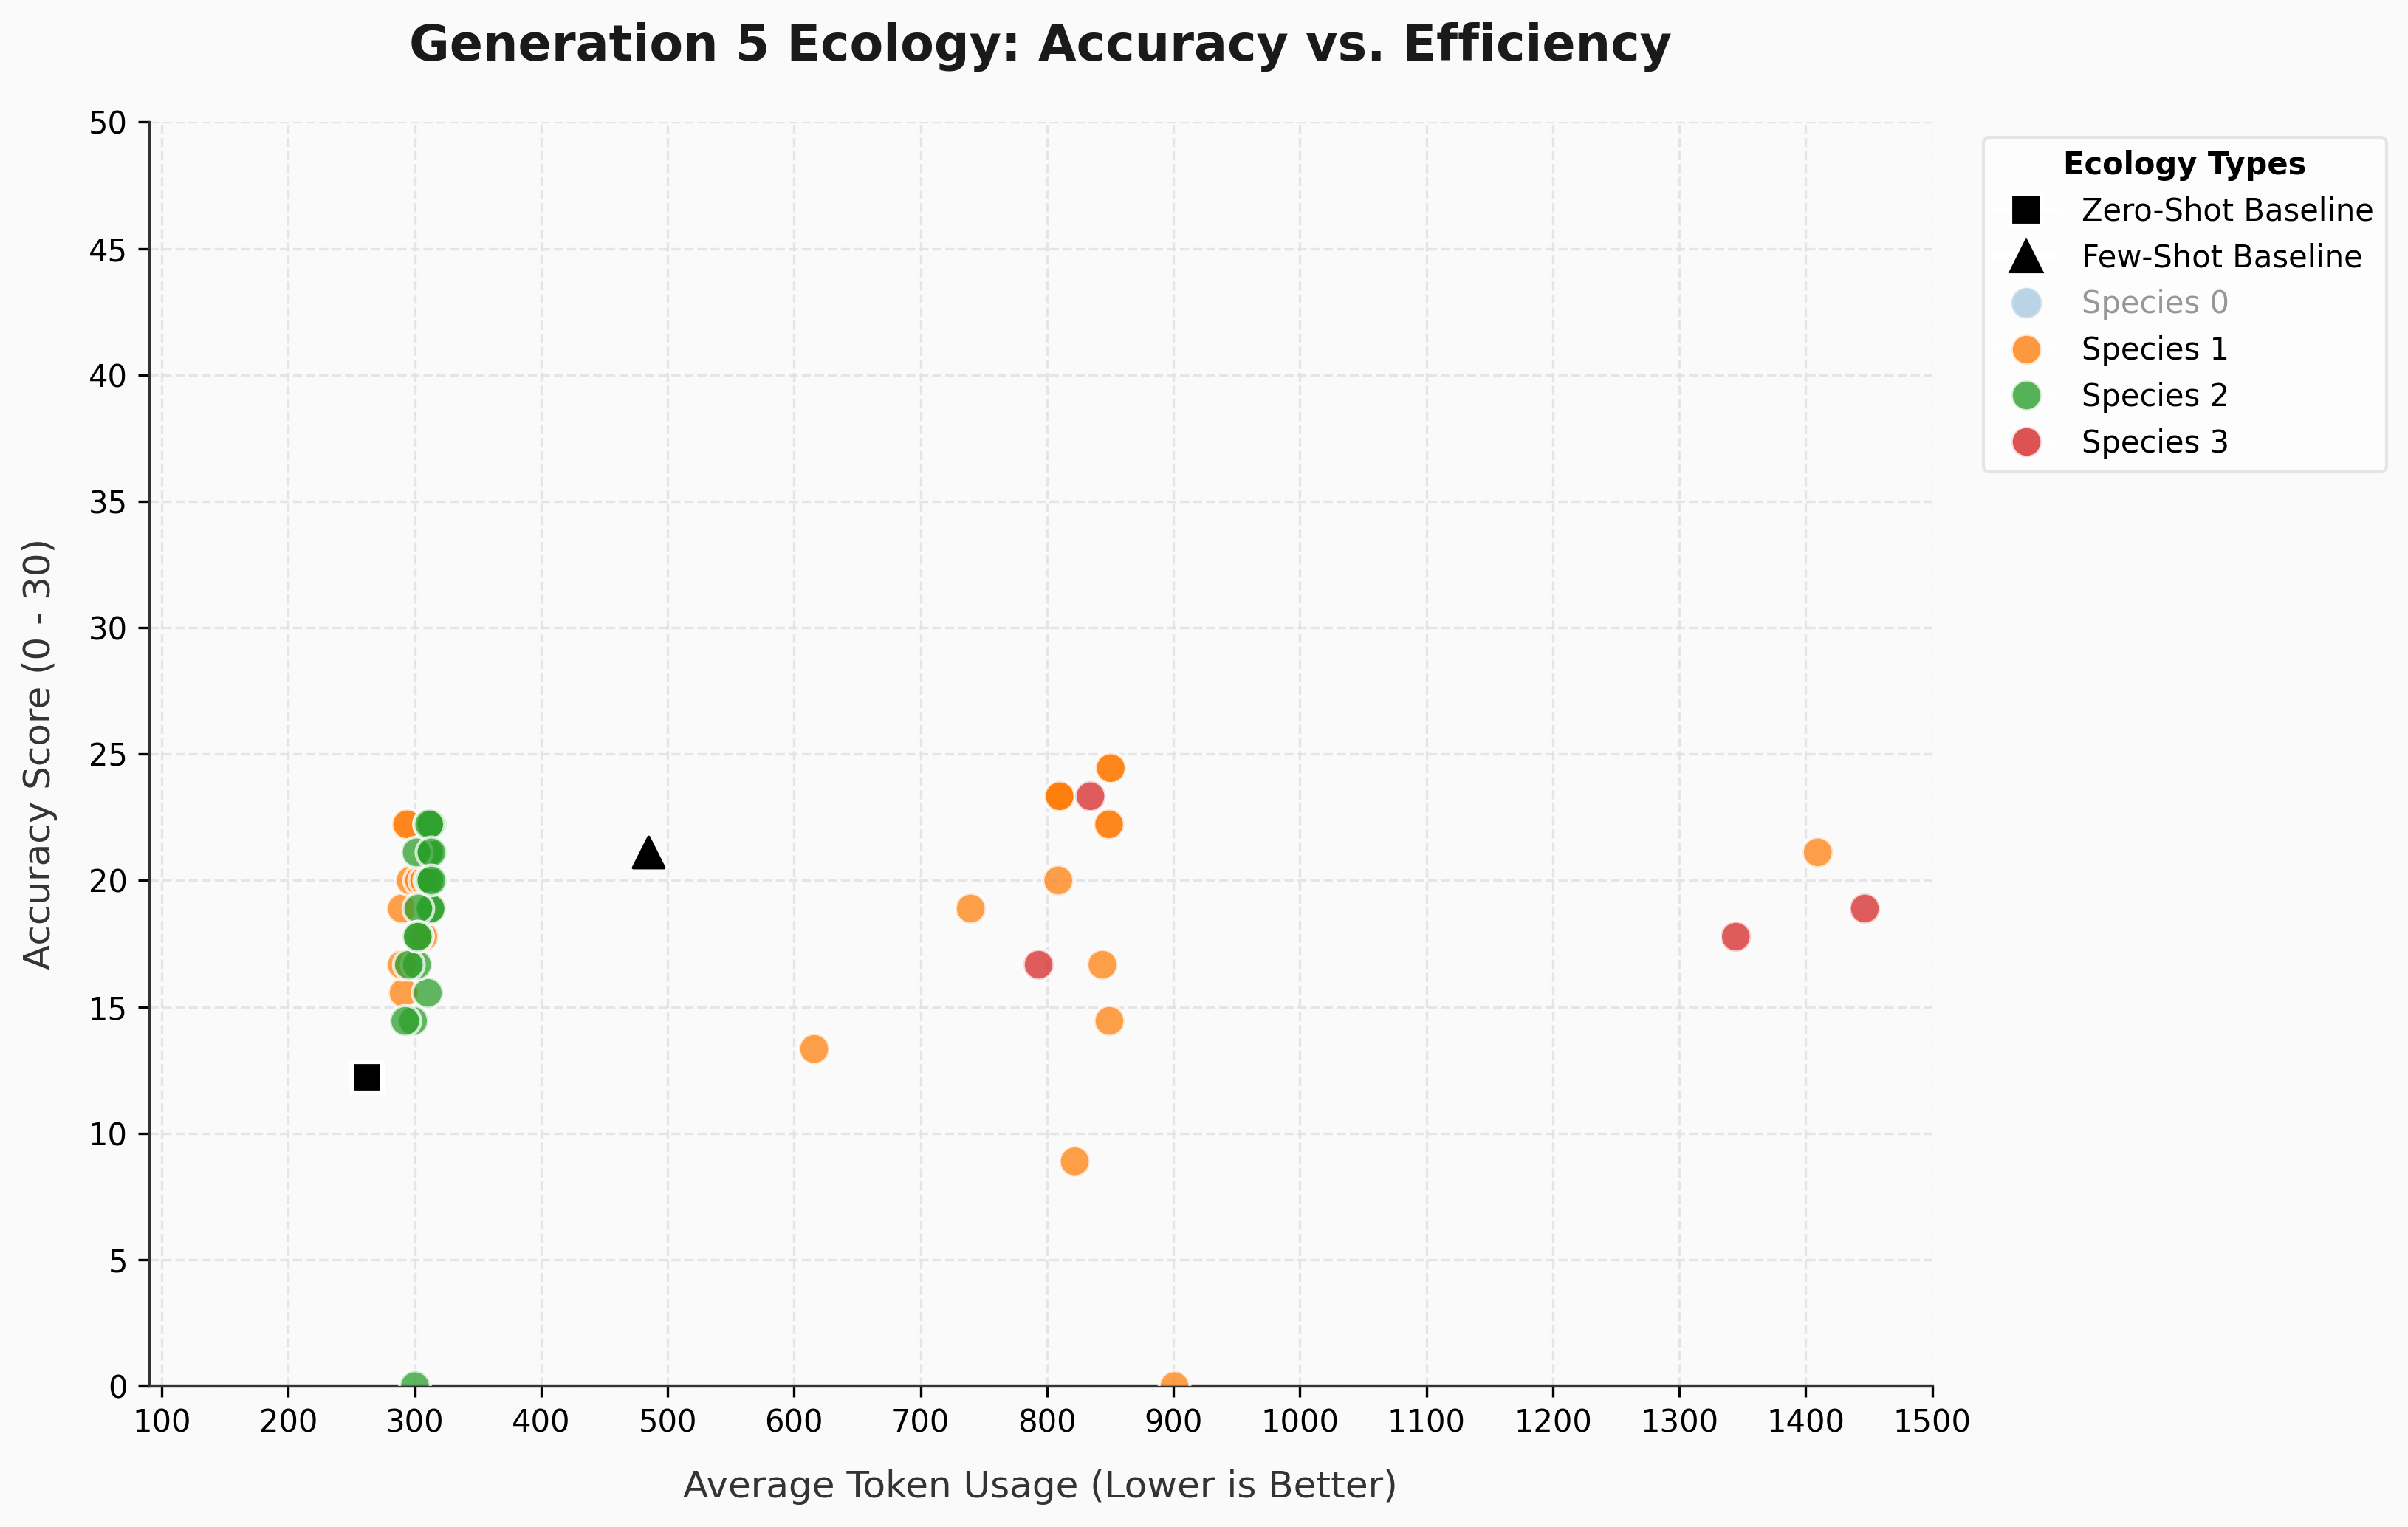 Generation 5 Ecology: Accuracy vs. Efficiency
50
45
40
35
30
25
20
15
10
5
0
Accuracy Score (0 - 30)
100 200 300 400 500 600 700 800 900 1000 1100 1200 1300 1400 1500
Average Token Usage (Lower is Better)
Ecology Types
Zero-Shot Baseline
Few-Shot Baseline
Species 0
Species 1
Species 2
Species 3